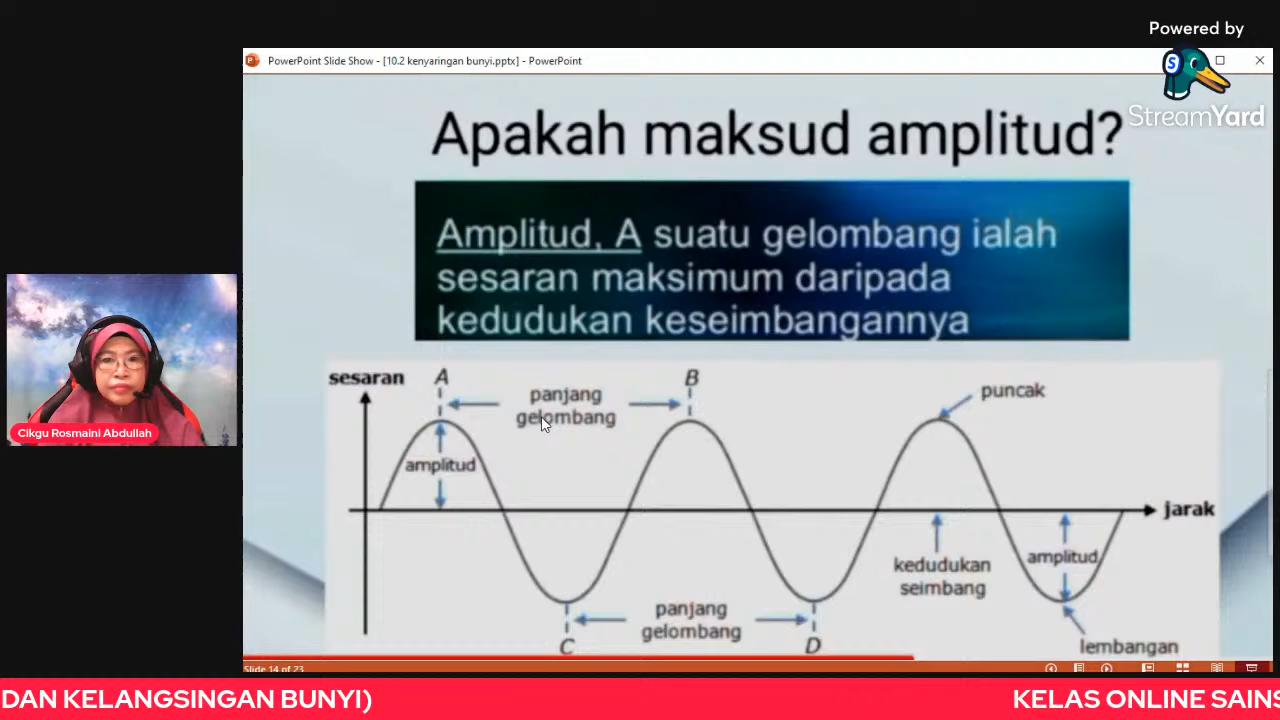 Powered by
StreamYard
PowerPoint Slide Show - [10.2 kenyaringan bunyi.pptx] - PowerPoint
Apakah maksud amplitud?
Amplitud, A suatu gelombang ialah
sesaran maksimum daripada
kedudukan keseimbangannya
sesaran
A
B
panjang
gelombang
puncak
amplitud
jarak
kedudukan
seimbang
amplitud
panjang
gelombang
C
D
lembangan
Cikgu Rosmaini Abdullah
Slide 14 of 23
DAN KELANGSINGAN BUNYI)
KELAS ONLINE SAINS